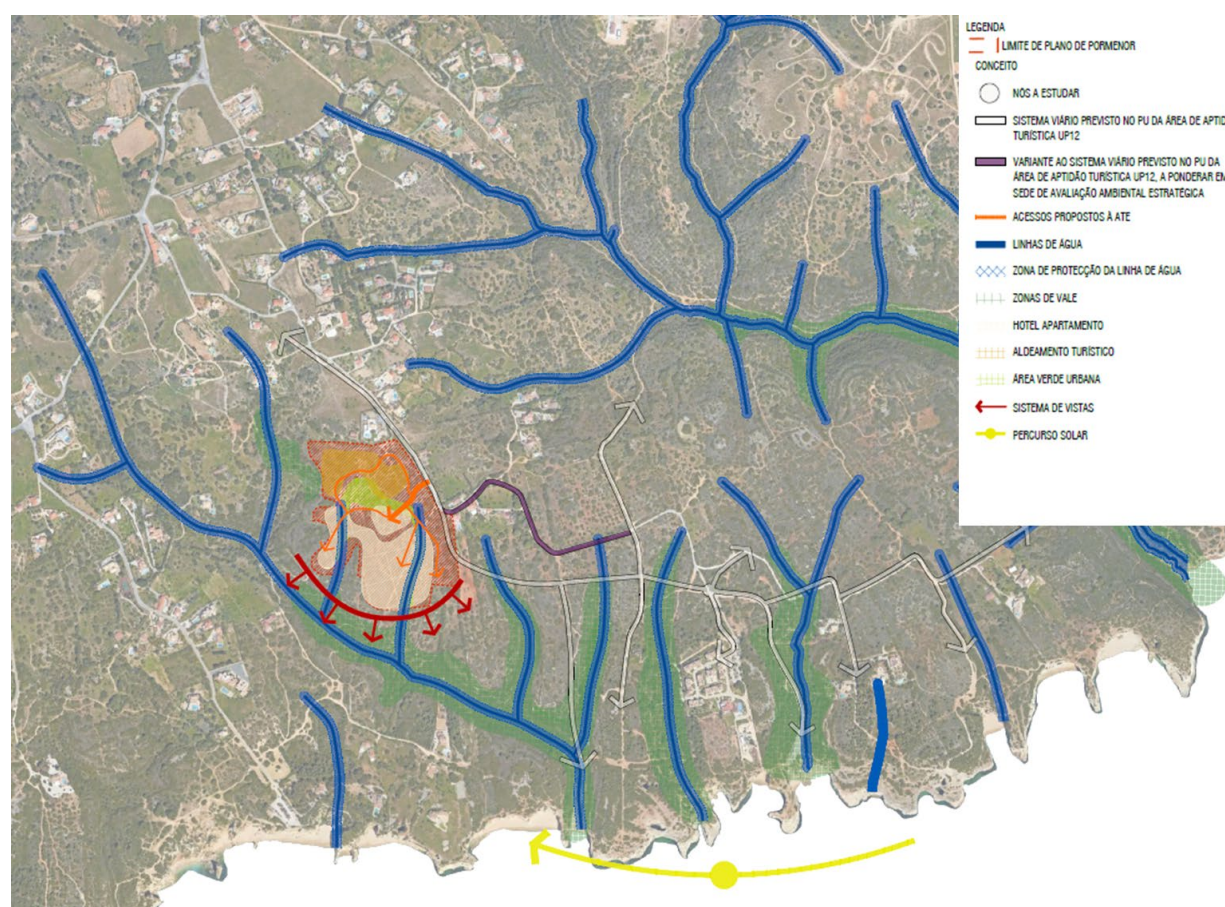 LEGENDA
LIMITE DE PLANO DE PORMENOR
CONCEITO
NÓS A ESTUDAR
SISTEMA VIÁRIO PREVISTO NO PU DA ÁREA DE APTID
TURÍSTICA UP12
VARIANTE AO SISTEMA VIÁRIO PREVISTO NO PU DA
ÁREA DE APTIDÃO TURÍSTICA UP12, A PONDERAR EM
SEDE DE AVALIAÇÃO AMBIENTAL ESTRATÉGICA
ACESSOS PROPOSTOS À ATE
LINHAS DE ÁGUA
ZONA DE PROTECÇÃO DA LINHA DE ÁGUA
ZONAS DE VALE
HOTEL APARTAMENTO
ALDEAMENTO TURÍSTICO
ÁREA VERDE URBANA
SISTEMA DE VISTAS
PERCURSO SOLAR